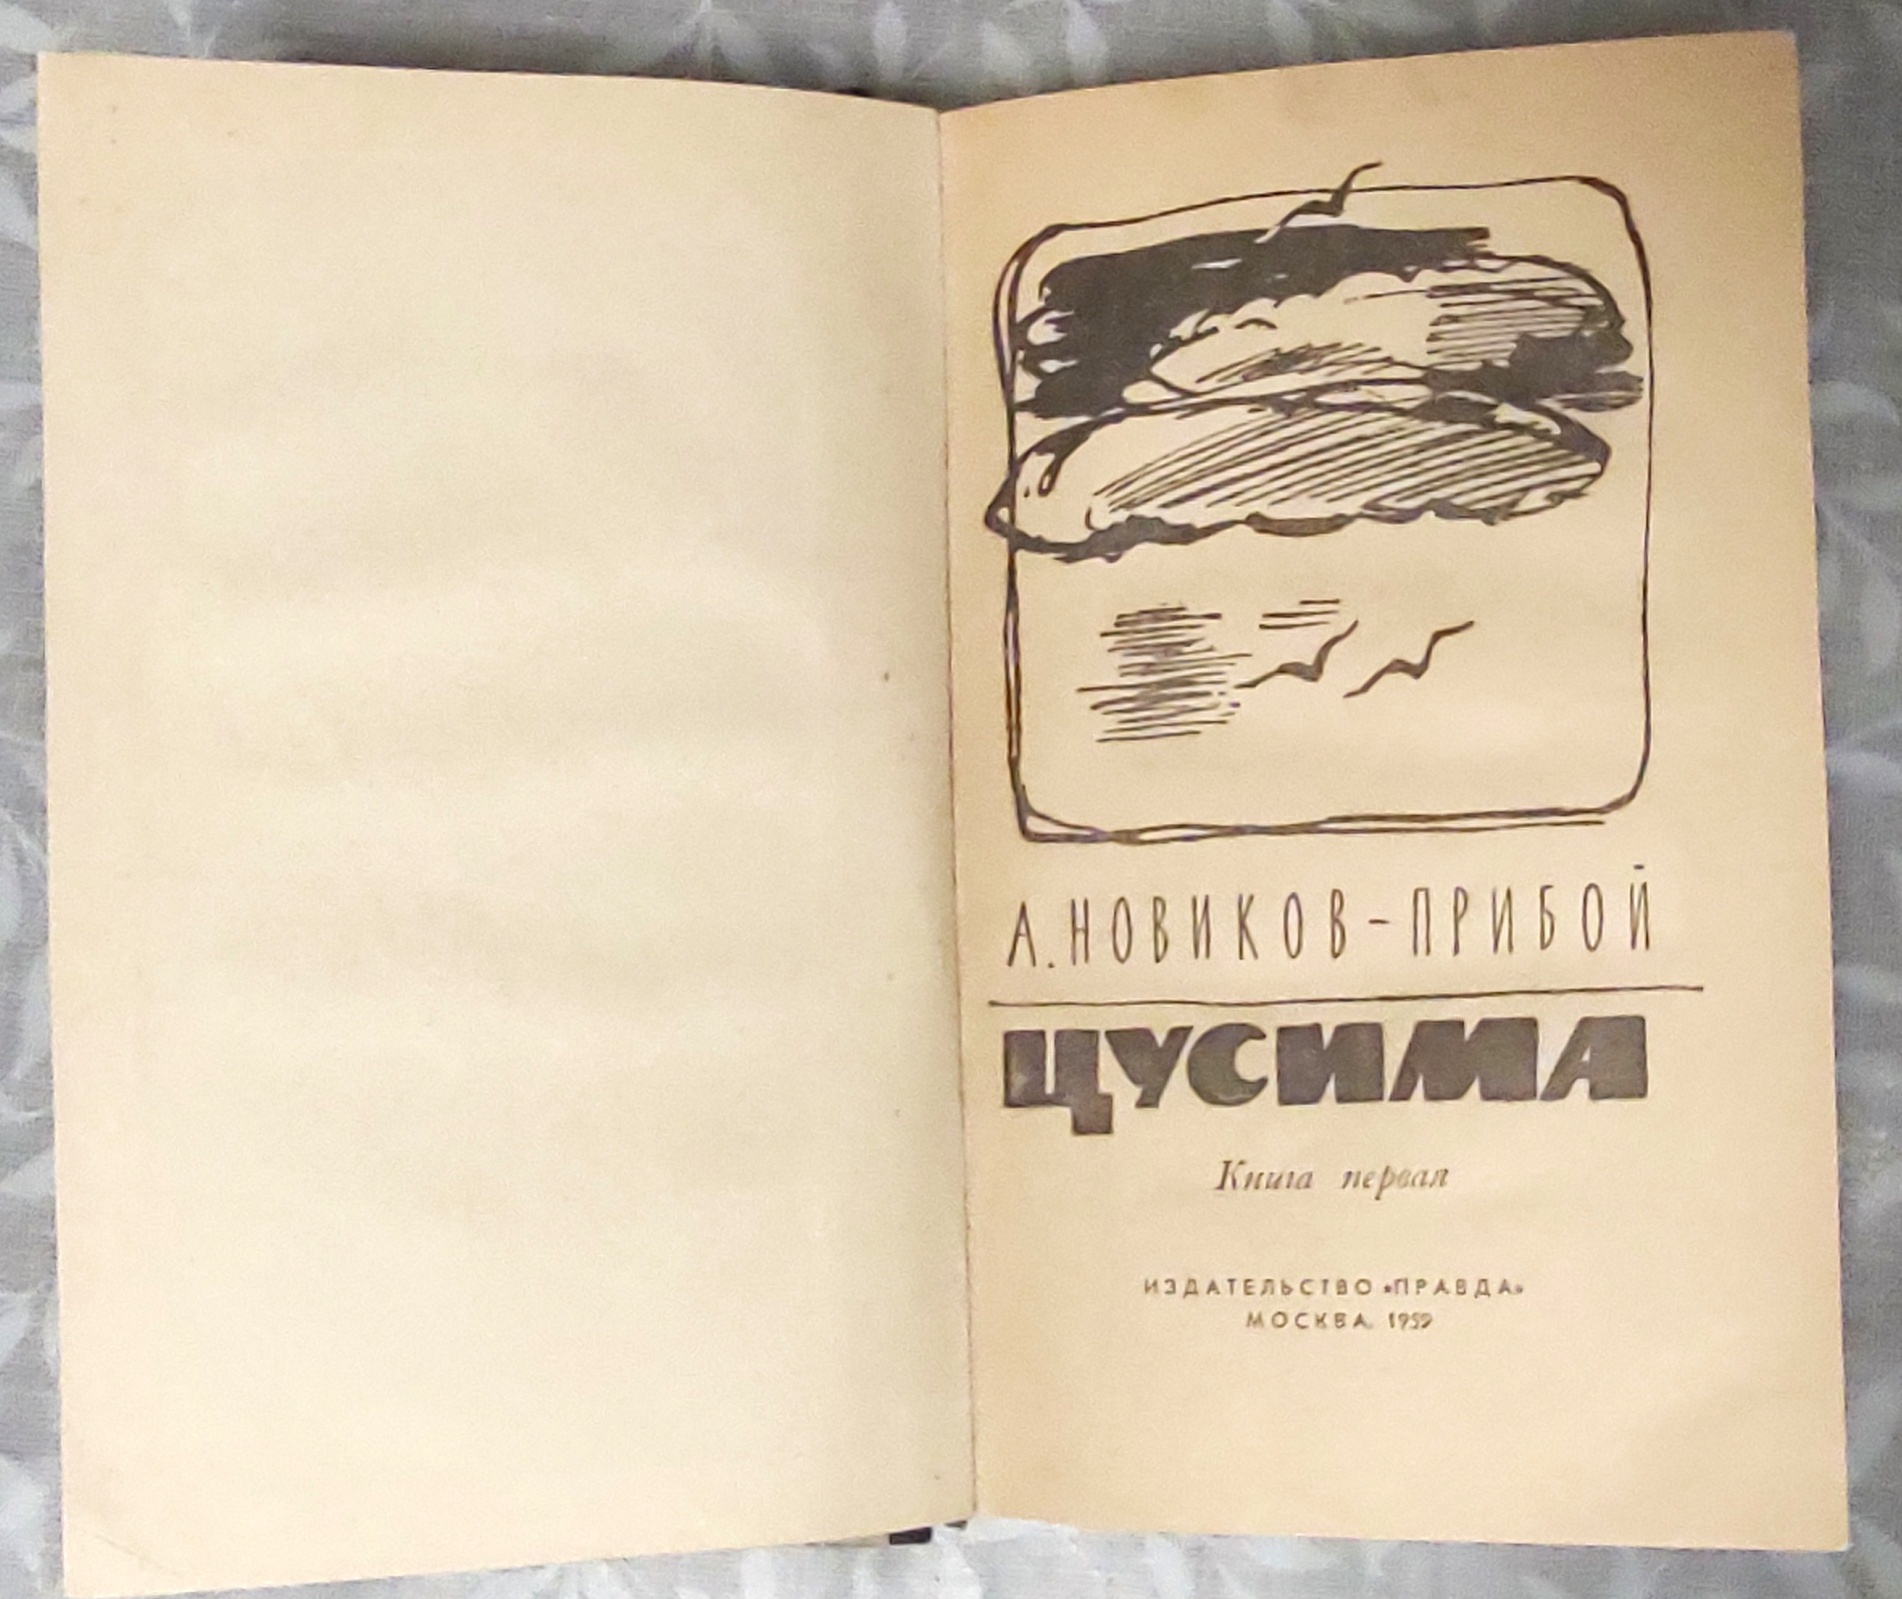 А. НОВИКОВ-ПРИБОЙ
ЦУСИМА
Книга первая
ИЗДАТЕЛЬСТВО «ПРАВДА»
МОСКВА. 1959